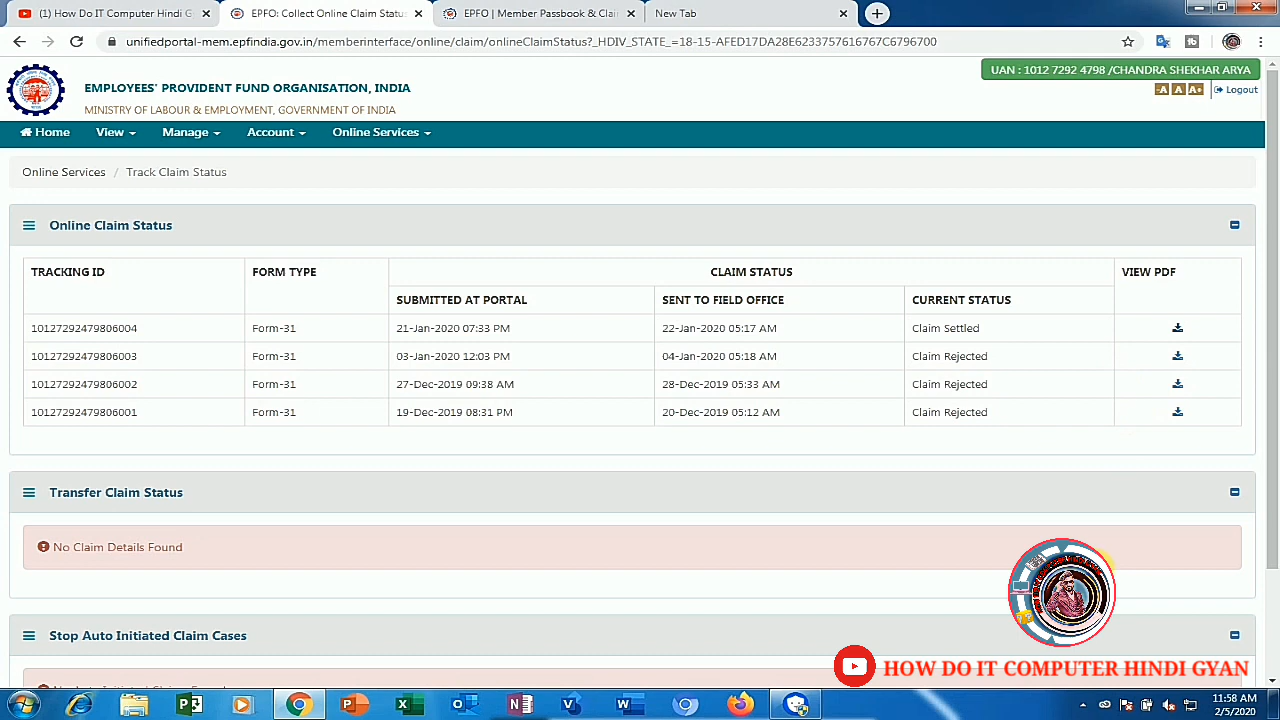 (1) How Do IT Computer Hindi G
EPFO: Collect Online Claim Status
EPFO | Member Passbook & Clai
New Tab
unifiedportal-mem.epfindia.gov.in/memberinterface/online/claim/onlineClaimStatus?_HDIV_STATE_=18-15-AFED17DA28E6233757616767C6796700
UAN : 1012 7292 4798 /CHANDRA SHEKHAR ARYA
EMPLOYEES' PROVIDENT FUND ORGANISATION, INDIA
MINISTRY OF LABOUR & EMPLOYMENT, GOVERNMENT OF INDIA
-A A A+ Logout
Home View Manage Account Online Services
Online Services / Track Claim Status
Online Claim Status
TRACKING ID FORM TYPE CLAIM STATUS VIEW PDF
SUBMITTED AT PORTAL SENT TO FIELD OFFICE CURRENT STATUS
10127292479806004 Form-31 21-Jan-2020 07:33 PM 22-Jan-2020 05:17 AM Claim Settled
10127292479806003 Form-31 03-Jan-2020 12:03 PM 04-Jan-2020 05:18 AM Claim Rejected
10127292479806002 Form-31 27-Dec-2019 09:38 AM 28-Dec-2019 05:33 AM Claim Rejected
10127292479806001 Form-31 19-Dec-2019 08:31 PM 20-Dec-2019 05:12 AM Claim Rejected
Transfer Claim Status
No Claim Details Found
Stop Auto Initiated Claim Cases
HOW DO IT COMPUTER HINDI GYAN
11:58 AM
2/5/2020